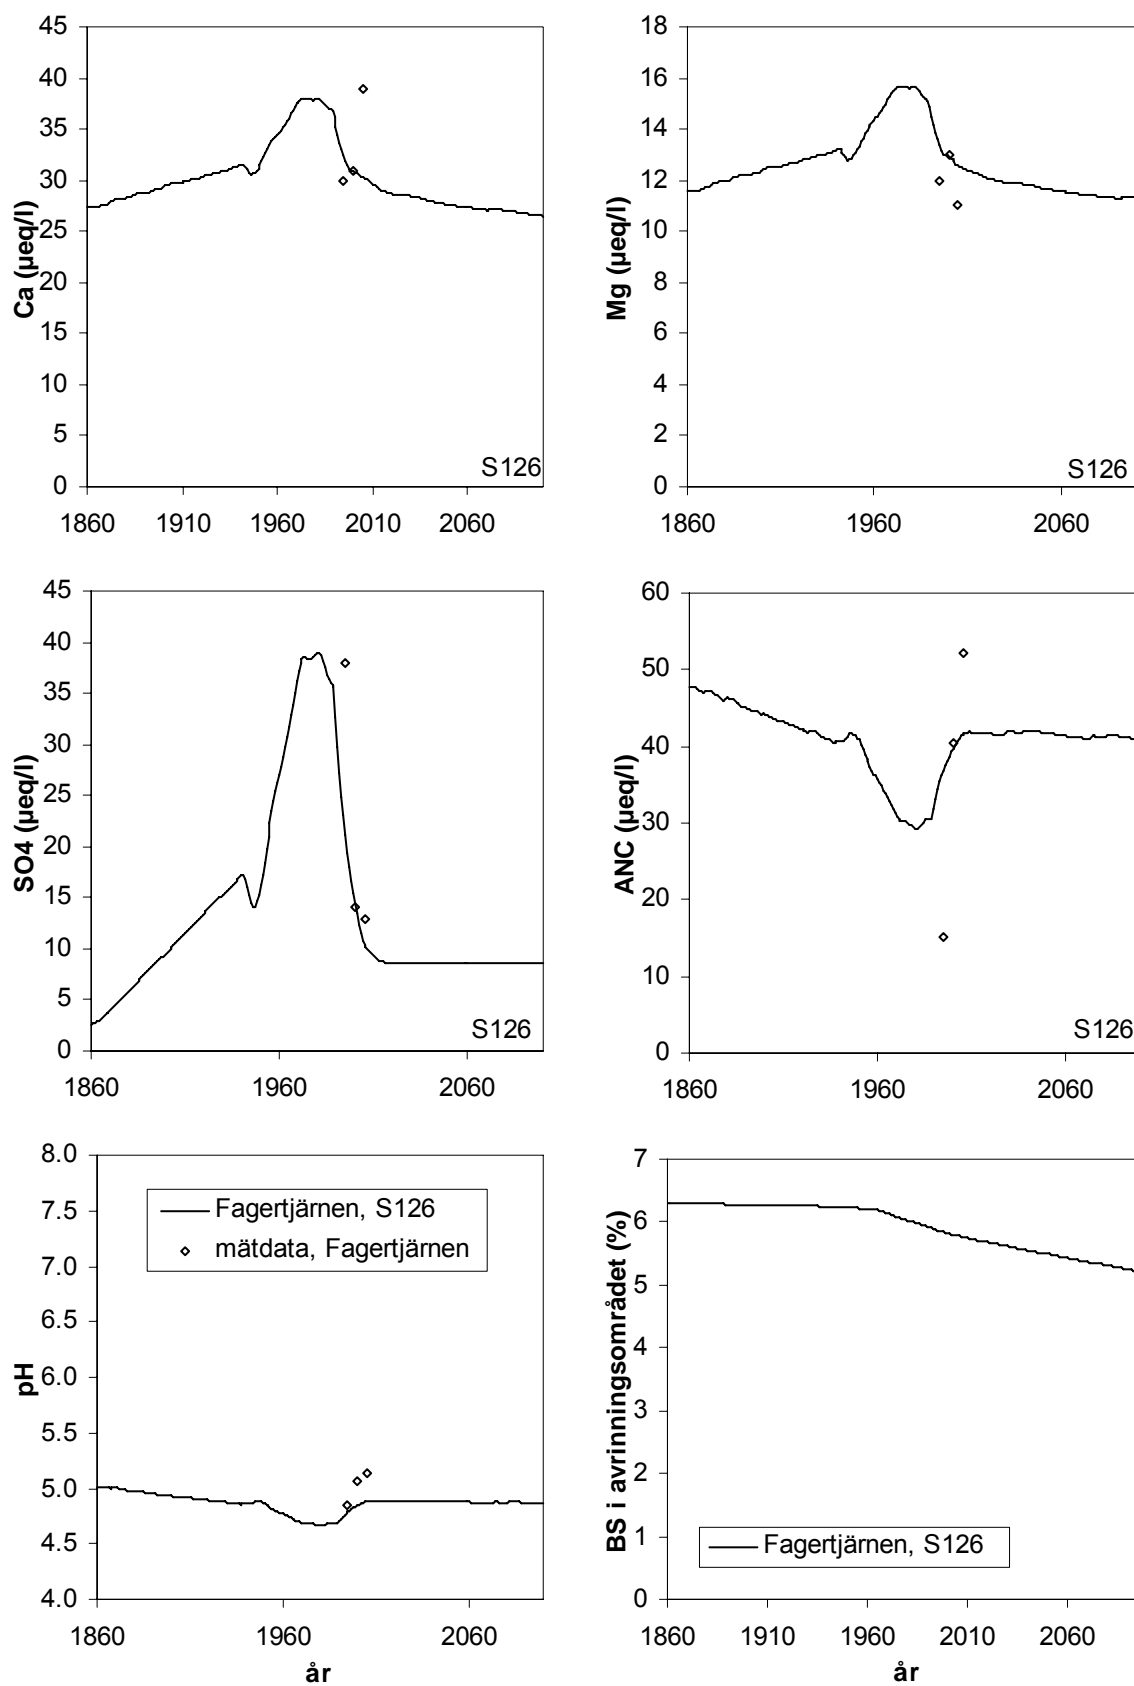 45
40
35
30
25
20
15
10
5
0
Ca (µeq/l)
S126
1860 1910 1960 2010 2060
18
16
14
12
10
8
6
4
2
0
Mg (µeq/l)
S126
1860 1960 2060
45
40
35
30
25
20
15
10
5
0
SO4 (µeq/l)
S126
1860 1960 2060
60
50
40
30
20
10
0
ANC (µeq/l)
S126
1860 1960 2060
8.0
7.5
7.0
6.5
6.0
5.5
5.0
4.5
4.0
pH
Fagertjärnen, S126
mätdata, Fagertjärnen
1860 1960 2060
år
7
6
5
4
3
2
1
0
BS i avrinningsområdet (%)
Fagertjärnen, S126
1860 1910 1960 2010 2060
år